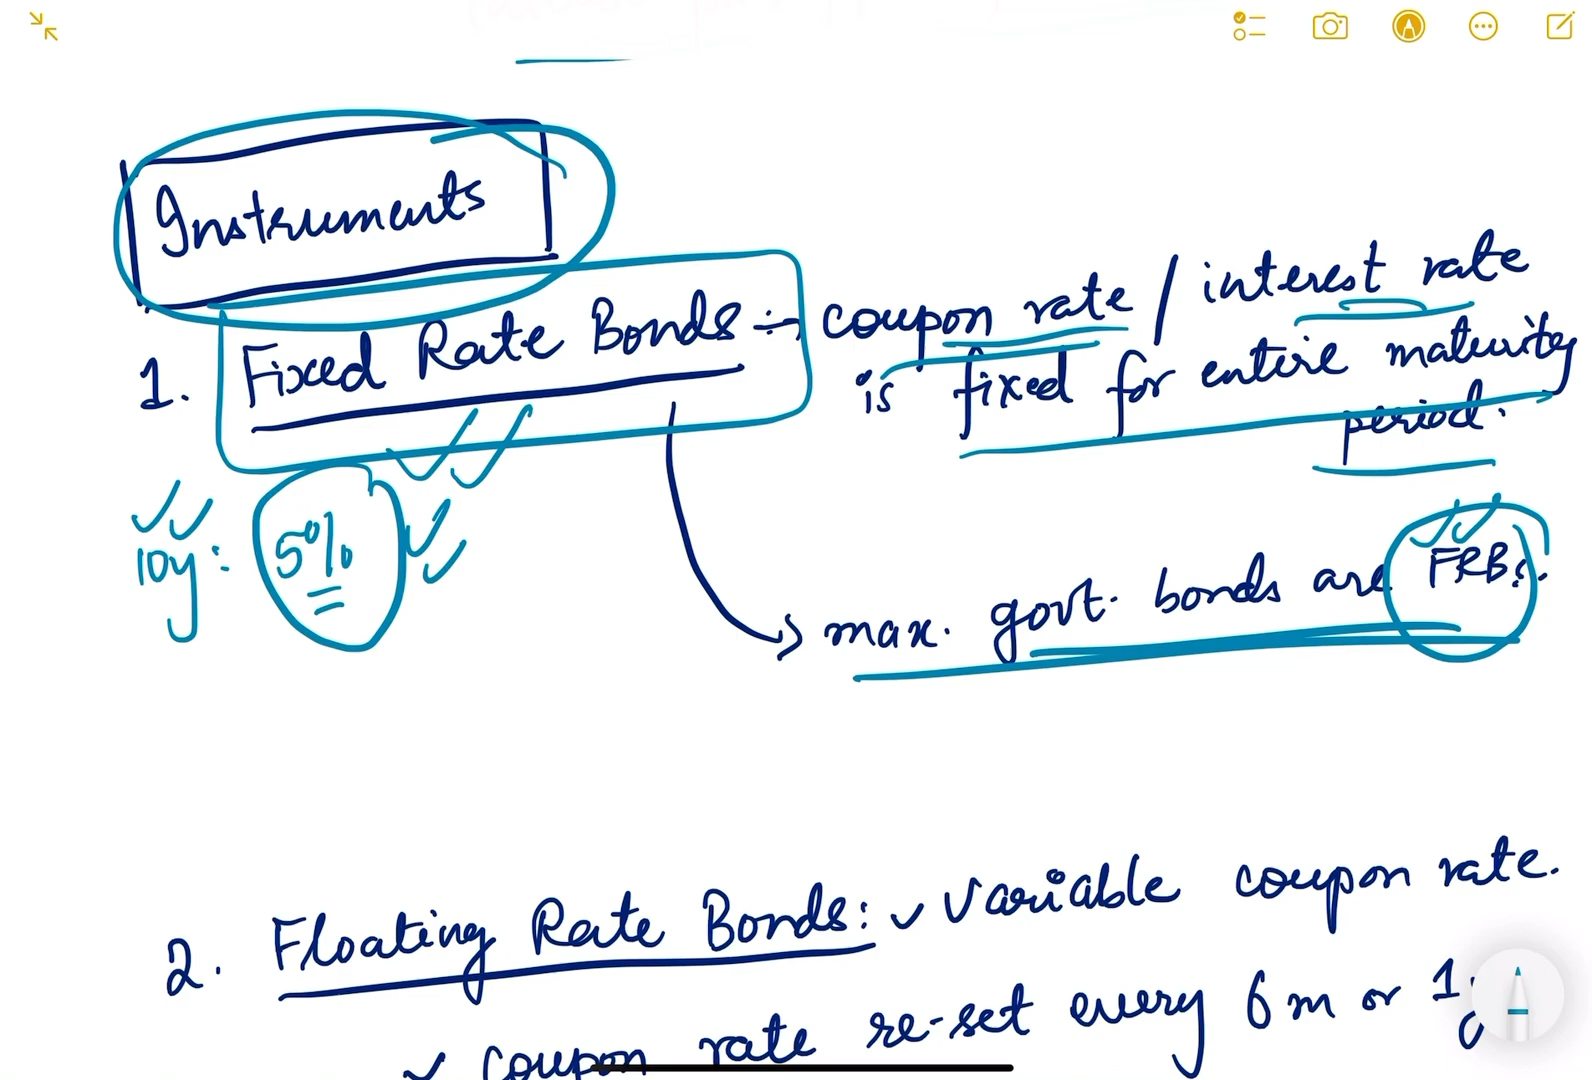 Instruments
1. Fixed Rate Bonds :→ coupon rate / interest rate
is fixed for entire maturity
period.
10y: 5%
→ max. govt. bonds are FRBs.
2. Floating Rate Bonds: ✓ variable coupon rate.
✓ coupon rate re-set every 6m or 1y